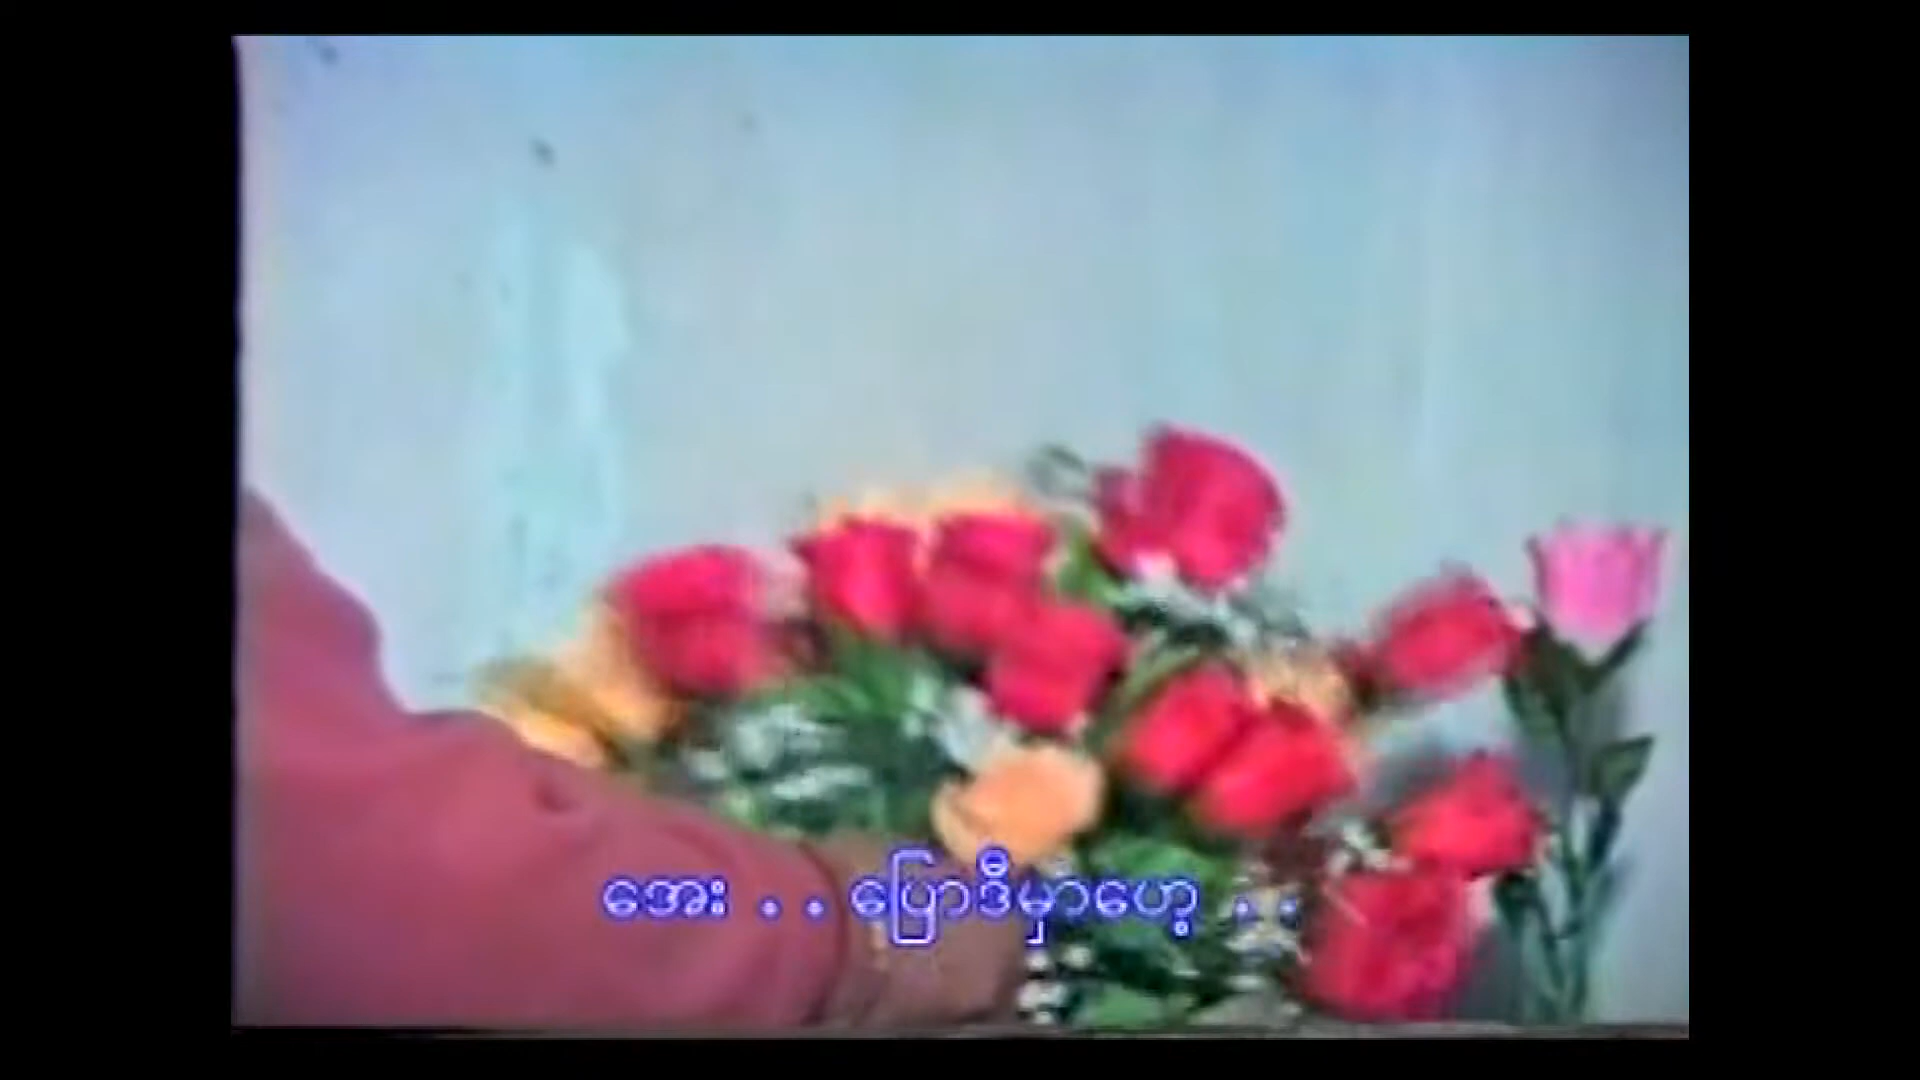 အေး . . ပြောဒီမှာဟေ့ . .